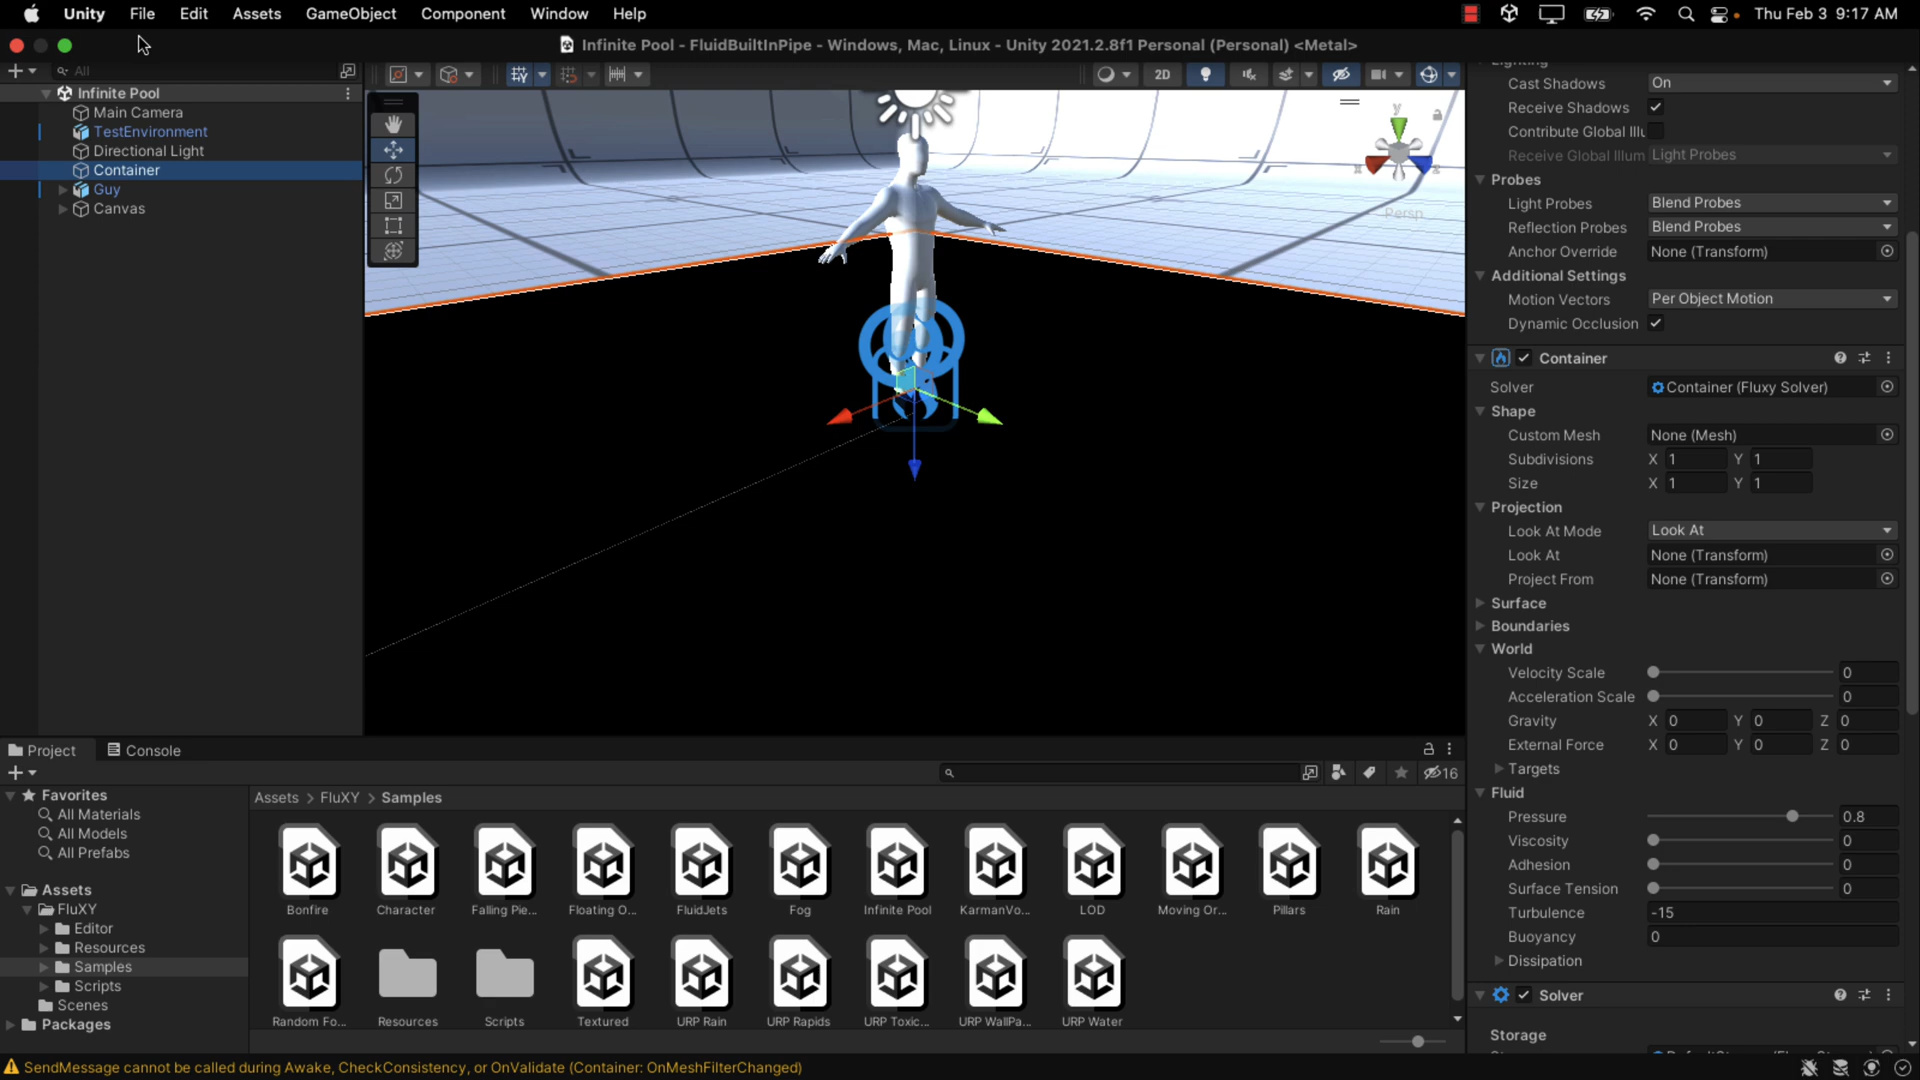 Unity File Edit Assets GameObject Component Window Help
Thu Feb 3 9:17 AM
Infinite Pool - FluidBuiltInPipe - Windows, Mac, Linux - Unity 2021.2.8f1 Personal (Personal) <Metal>
All
2D
Infinite Pool
Main Camera
TestEnvironment
Directional Light
Container
Guy
Canvas
y
x
z
Persp
Lighting
Cast Shadows On
Receive Shadows
Contribute Global Illu
Receive Global Illum Light Probes
Probes
Light Probes Blend Probes
Reflection Probes Blend Probes
Anchor Override None (Transform)
Additional Settings
Motion Vectors Per Object Motion
Dynamic Occlusion
Container
Solver Container (Fluxy Solver)
Shape
Custom Mesh None (Mesh)
Subdivisions X 1 Y 1
Size X 1 Y 1
Projection
Look At Mode Look At
Look At None (Transform)
Project From None (Transform)
Surface
Boundaries
World
Velocity Scale 0
Acceleration Scale 0
Gravity X 0 Y 0 Z 0
External Force X 0 Y 0 Z 0
Targets
Fluid
Pressure 0.8
Viscosity 0
Adhesion 0
Surface Tension 0
Turbulence -15
Buoyancy 0
Dissipation
Solver
Storage
Project Console
16
Favorites
All Materials
All Models
All Prefabs
Assets
FluXY
Editor
Resources
Samples
Scripts
Scenes
Packages
Assets > FluXY > Samples
Bonfire Character Falling Pie... Floating O... FluidJets Fog Infinite Pool KarmanVo... LOD Moving Or... Pillars Rain
Random Fo... Resources Scripts Textured URP Rain URP Rapids URP Toxic... URP WallPa... URP Water
SendMessage cannot be called during Awake, CheckConsistency, or OnValidate (Container: OnMeshFilterChanged)